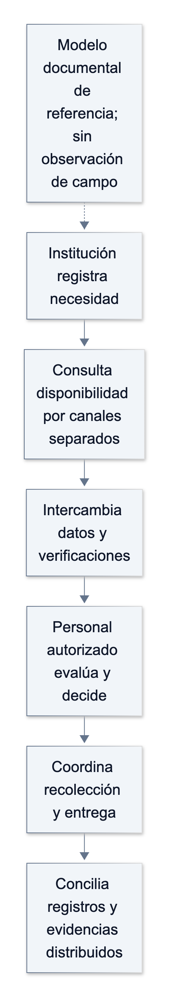 Modelo
documental
de
referencia;
sin
observación
de campo
Institución
registra
necesidad
Consulta
disponibilidad
por canales
separados
Intercambia
datos y
verificaciones
Personal
autorizado
evalúa y
decide
Coordina
recolección
y entrega
Concilia
registros y
evidencias
distribuidos